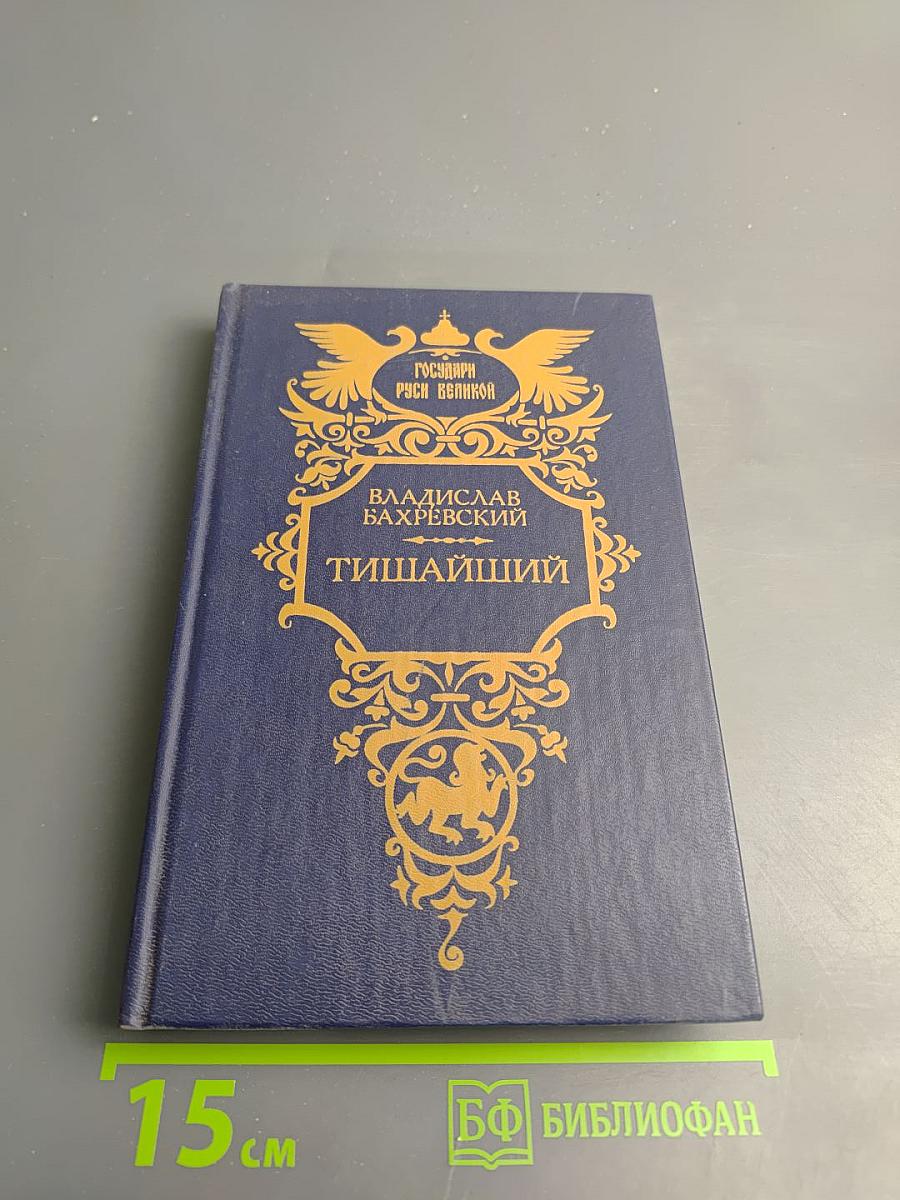 ГОСУДАРИ
РУСИ ВЕЛИКОЙ
ВЛАДИСЛАВ
БАХРЕВСКИЙ
ТИШАЙШИЙ
15 см
БФ БИБЛИОФАН